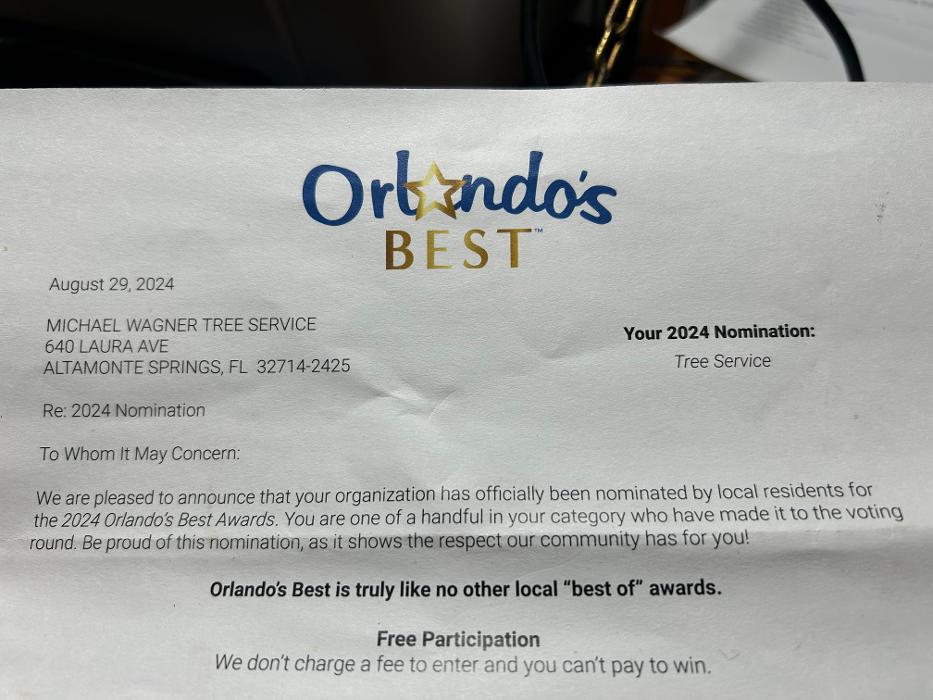 Orlando's
BEST™
August 29, 2024
MICHAEL WAGNER TREE SERVICE
640 LAURA AVE
ALTAMONTE SPRINGS, FL 32714-2425
Your 2024 Nomination:
Tree Service
Re: 2024 Nomination
To Whom It May Concern:
We are pleased to announce that your organization has officially been nominated by local residents for
the 2024 Orlando's Best Awards. You are one of a handful in your category who have made it to the voting
round. Be proud of this nomination, as it shows the respect our community has for you!
Orlando's Best is truly like no other local “best of” awards.
Free Participation
We don't charge a fee to enter and you can't pay to win.